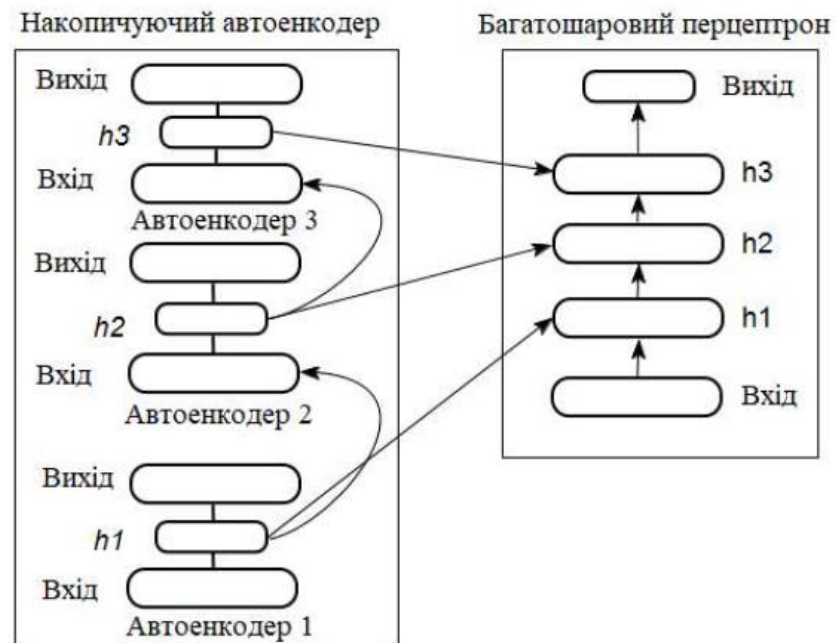 Накопичуючий автоенкодер
Вихід
h3
Вхід
Автоенкодер 3
Вихід
h2
Вхід
Автоенкодер 2
Вихід
h1
Вхід
Автоенкодер 1
Багатошаровий перцептрон
Вихід
h3
h2
h1
Вхід